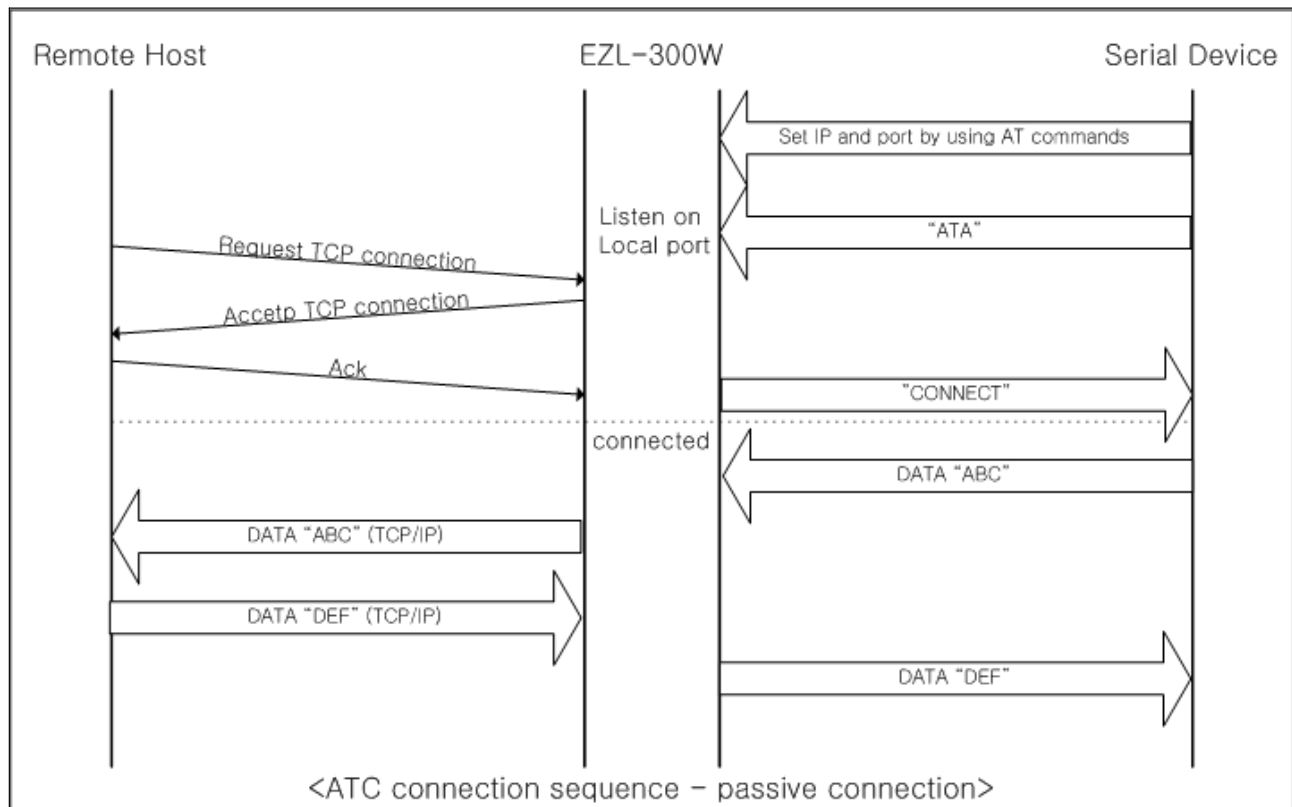 Remote Host
EZL-300W
Serial Device
Set IP and port by using AT commands
Listen on
Local port
"ATA"
Request TCP connection
Accetp TCP connection
Ack
"CONNECT"
connected
DATA "ABC"
DATA "ABC" (TCP/IP)
DATA "DEF" (TCP/IP)
DATA "DEF"
<ATC connection sequence - passive connection>